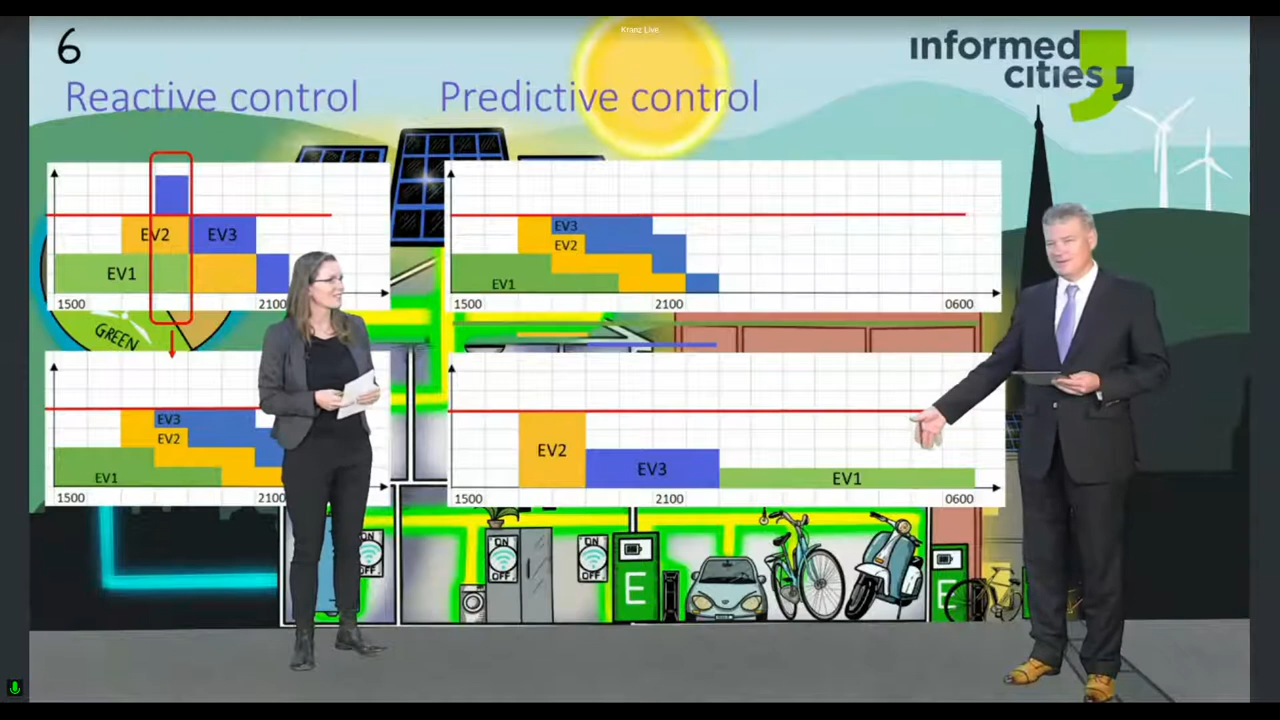 Kranz Live
6
informed
cities
Reactive control
Predictive control
EV2
EV3
EV1
1500
2100
EV3
EV2
EV1
1500
2100
0600
GREEN
EV3
EV2
EV1
1500
2100
EV2
EV3
EV1
1500
2100
0600
ON
OFF
ON
OFF
ON
OFF
E
E